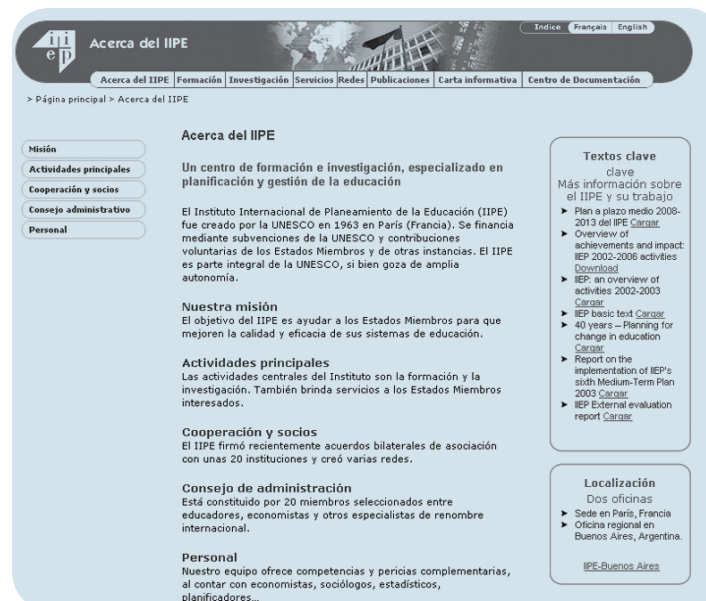 Indice Français English
iiep
Acerca del IIPE
Acerca del IIPE Formación Investigación Servicios Redes Publicaciones Carta informativa Centro de Documentación
> Página principal > Acerca del IIPE
Misión
Actividades principales
Cooperación y socios
Consejo administrativo
Personal
Acerca del IIPE
Un centro de formación e investigación, especializado en
planificación y gestión de la educación
El Instituto Internacional de Planeamiento de la Educación (IIPE)
fue creado por la UNESCO en 1963 en París (Francia). Se financia
mediante subvenciones de la UNESCO y contribuciones
voluntarias de los Estados Miembros y de otras instancias. El IIPE
es parte integral de la UNESCO, si bien goza de amplia
autonomía.
Nuestra misión
El objetivo del IIPE es ayudar a los Estados Miembros para que
mejoren la calidad y eficacia de sus sistemas de educación.
Actividades principales
Las actividades centrales del Instituto son la formación y la
investigación. También brinda servicios a los Estados Miembros
interesados.
Cooperación y socios
El IIPE firmó recientemente acuerdos bilaterales de asociación
con unas 20 instituciones y creó varias redes.
Consejo de administración
Está constituido por 20 miembros seleccionados entre
educadores, economistas y otros especialistas de renombre
internacional.
Personal
Nuestro equipo ofrece competencias y pericias complementarias,
al contar con economistas, sociólogos, estadísticos,
planificadores...
Textos clave
clave
Más información sobre
el IIPE y su trabajo
➤ Plan a plazo medio 2008-
2013 del IIPE Cargar
➤ Overview of
achievements and impact:
IIEP 2002-2006 activities
Download
➤ IIEP: an overview of
activities 2002-2003
Cargar
➤ IIEP basic text Cargar
➤ 40 years – Planning for
change in education
Cargar
➤ Report on the
implementation of IIEP's
sixth Medium-Term Plan
2003 Cargar
➤ IIEP External evaluation
report Cargar
Localización
Dos oficinas
➤ Sede en París, Francia
➤ Oficina regional en
Buenos Aires, Argentina.
IIPE-Buenos Aires